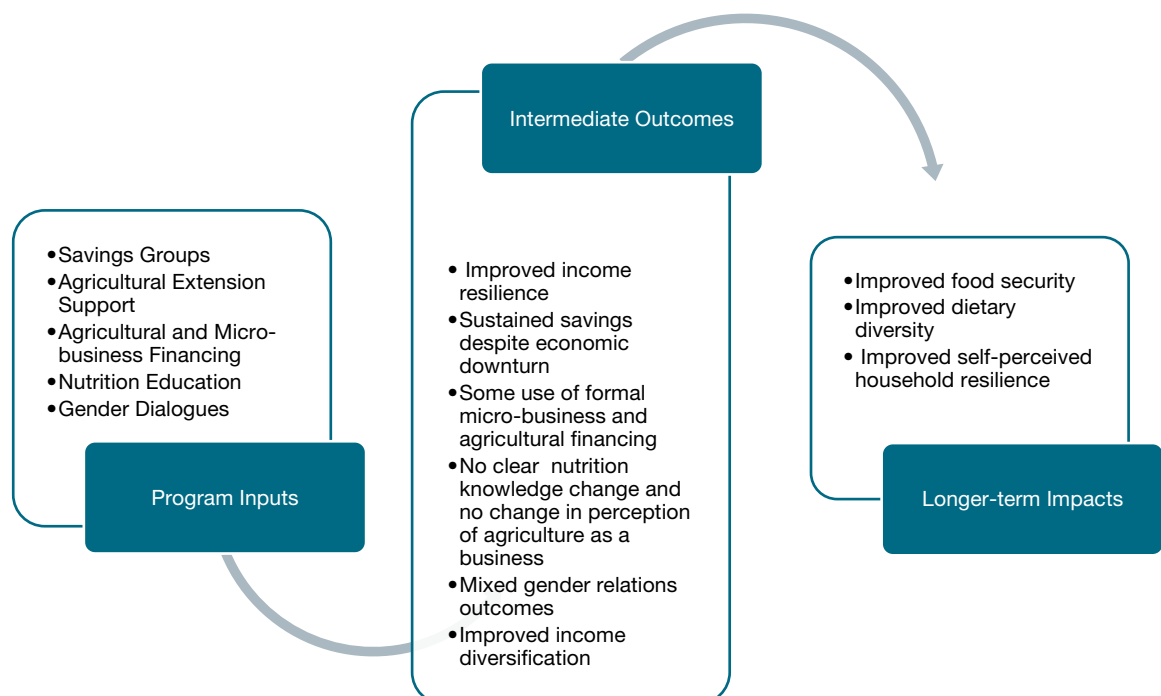 •Savings Groups
•Agricultural Extension
Support
•Agricultural and Micro-
business Financing
•Nutrition Education
•Gender Dialogues
Program Inputs
Intermediate Outcomes
• Improved income
resilience
•Sustained savings
despite economic
downturn
•Some use of formal
micro-business and
agricultural financing
•No clear nutrition
knowledge change and
no change in perception
of agriculture as a
business
•Mixed gender relations
outcomes
•Improved income
diversification
•Improved food security
•Improved dietary
diversity
• Improved self-perceived
household resilience
Longer-term Impacts